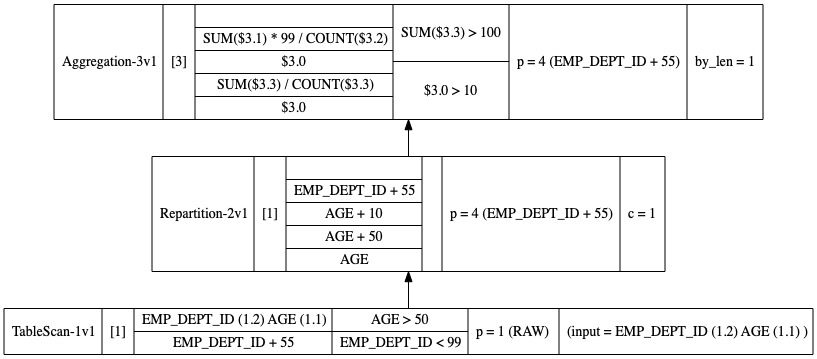 Aggregation-3v1
[3]
SUM($3.1) * 99 / COUNT($3.2)
$3.0
SUM($3.3) / COUNT($3.3)
$3.0
SUM($3.3) > 100
$3.0 > 10
p = 4 (EMP_DEPT_ID + 55)
by_len = 1
Repartition-2v1
[1]
EMP_DEPT_ID + 55
AGE + 10
AGE + 50
AGE
p = 4 (EMP_DEPT_ID + 55)
c = 1
TableScan-1v1
[1]
EMP_DEPT_ID (1.2) AGE (1.1)
EMP_DEPT_ID + 55
AGE > 50
EMP_DEPT_ID < 99
p = 1 (RAW)
(input = EMP_DEPT_ID (1.2) AGE (1.1) )